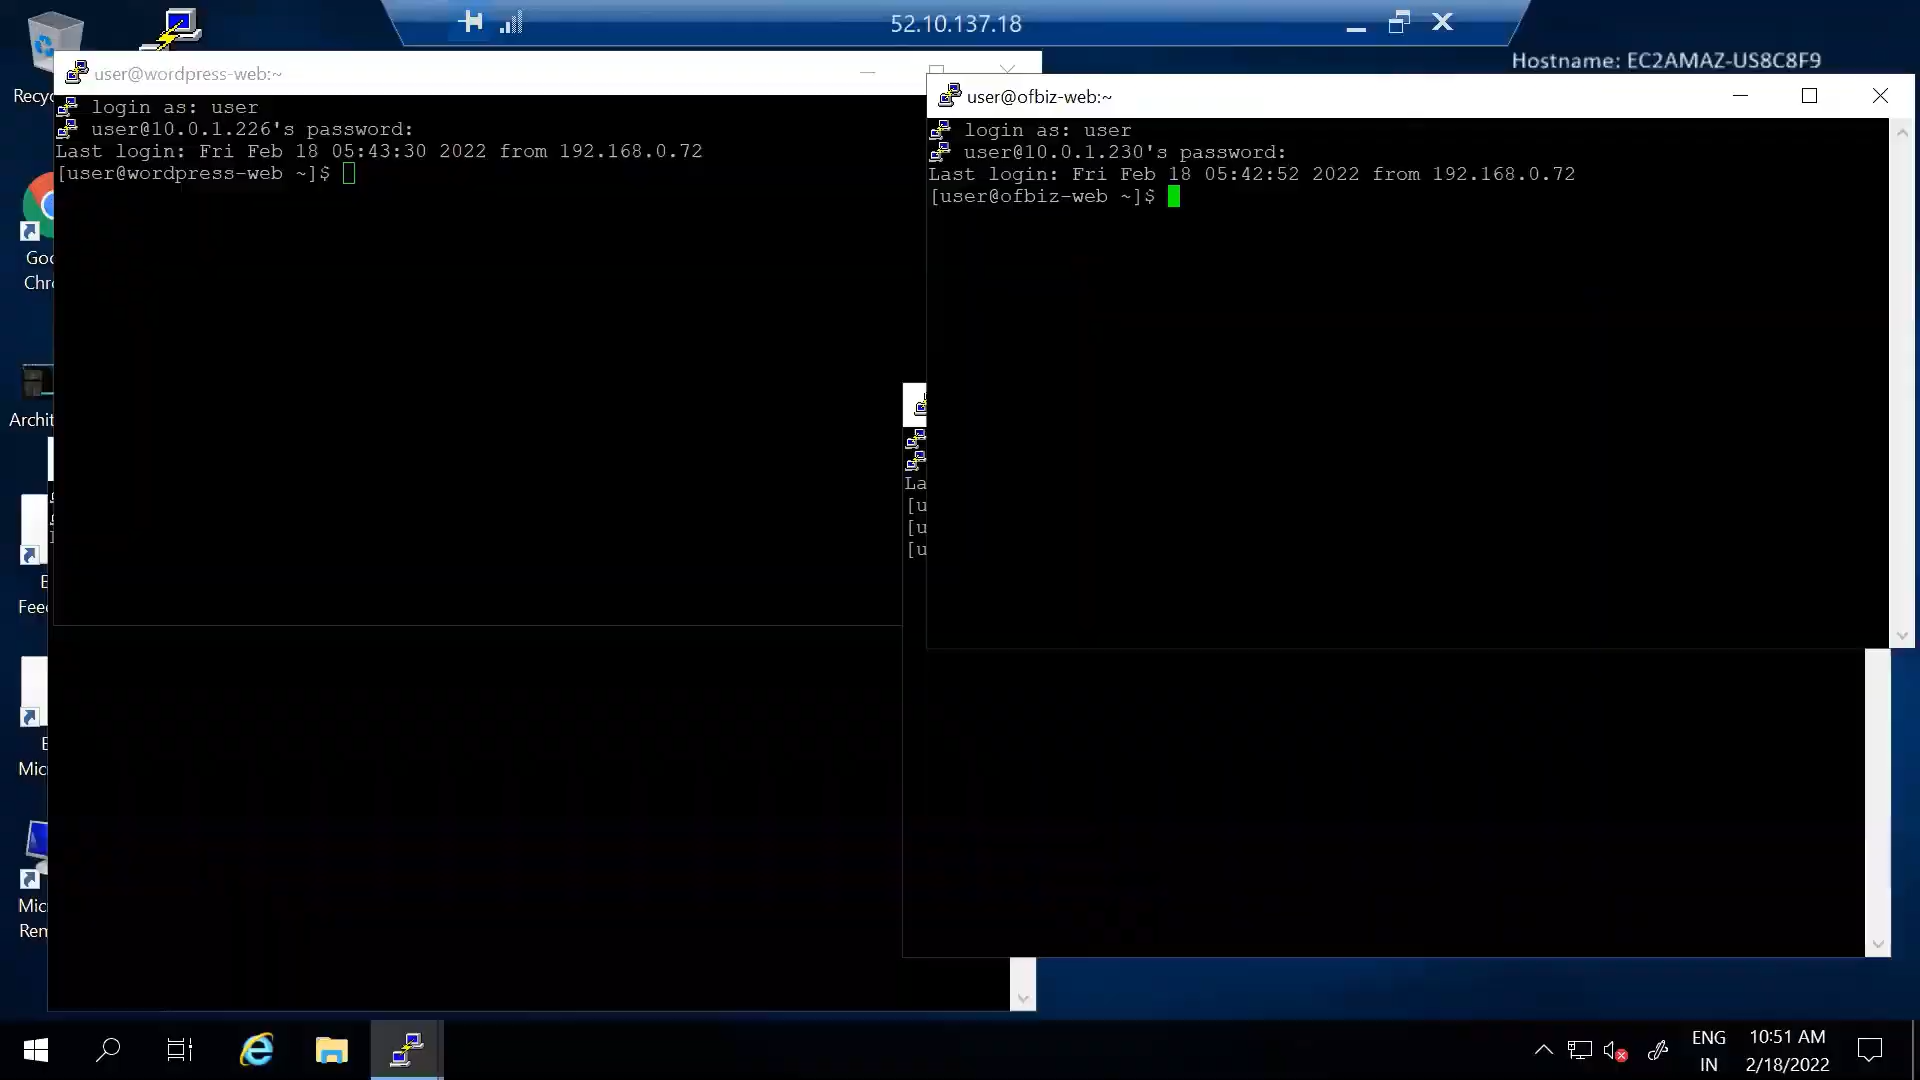 52.10.137.18
Hostname: EC2AMAZ-US8C8F9
user@wordpress-web:~
login as: user
user@10.0.1.226's password:
Last login: Fri Feb 18 05:43:30 2022 from 192.168.0.72
[user@wordpress-web ~]$
user@ofbiz-web:~
login as: user
user@10.0.1.230's password:
Last login: Fri Feb 18 05:42:52 2022 from 192.168.0.72
[user@ofbiz-web ~]$
La
[u
[u
[u
Recyc
Goo
Chr
Archit
E
Feed
E
Mic
Mic
Ren
ENG
IN
10:51 AM
2/18/2022